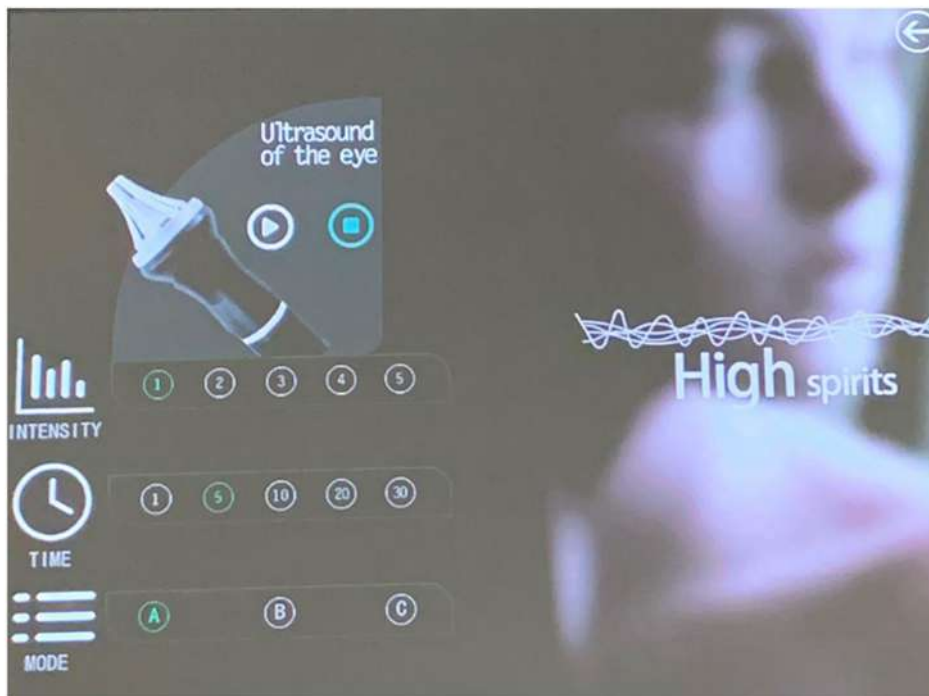 Ultrasound
of the eye
1 2 3 4 5
INTENSITY
High spirits
1 5 10 20 30
TIME
A B C
MODE